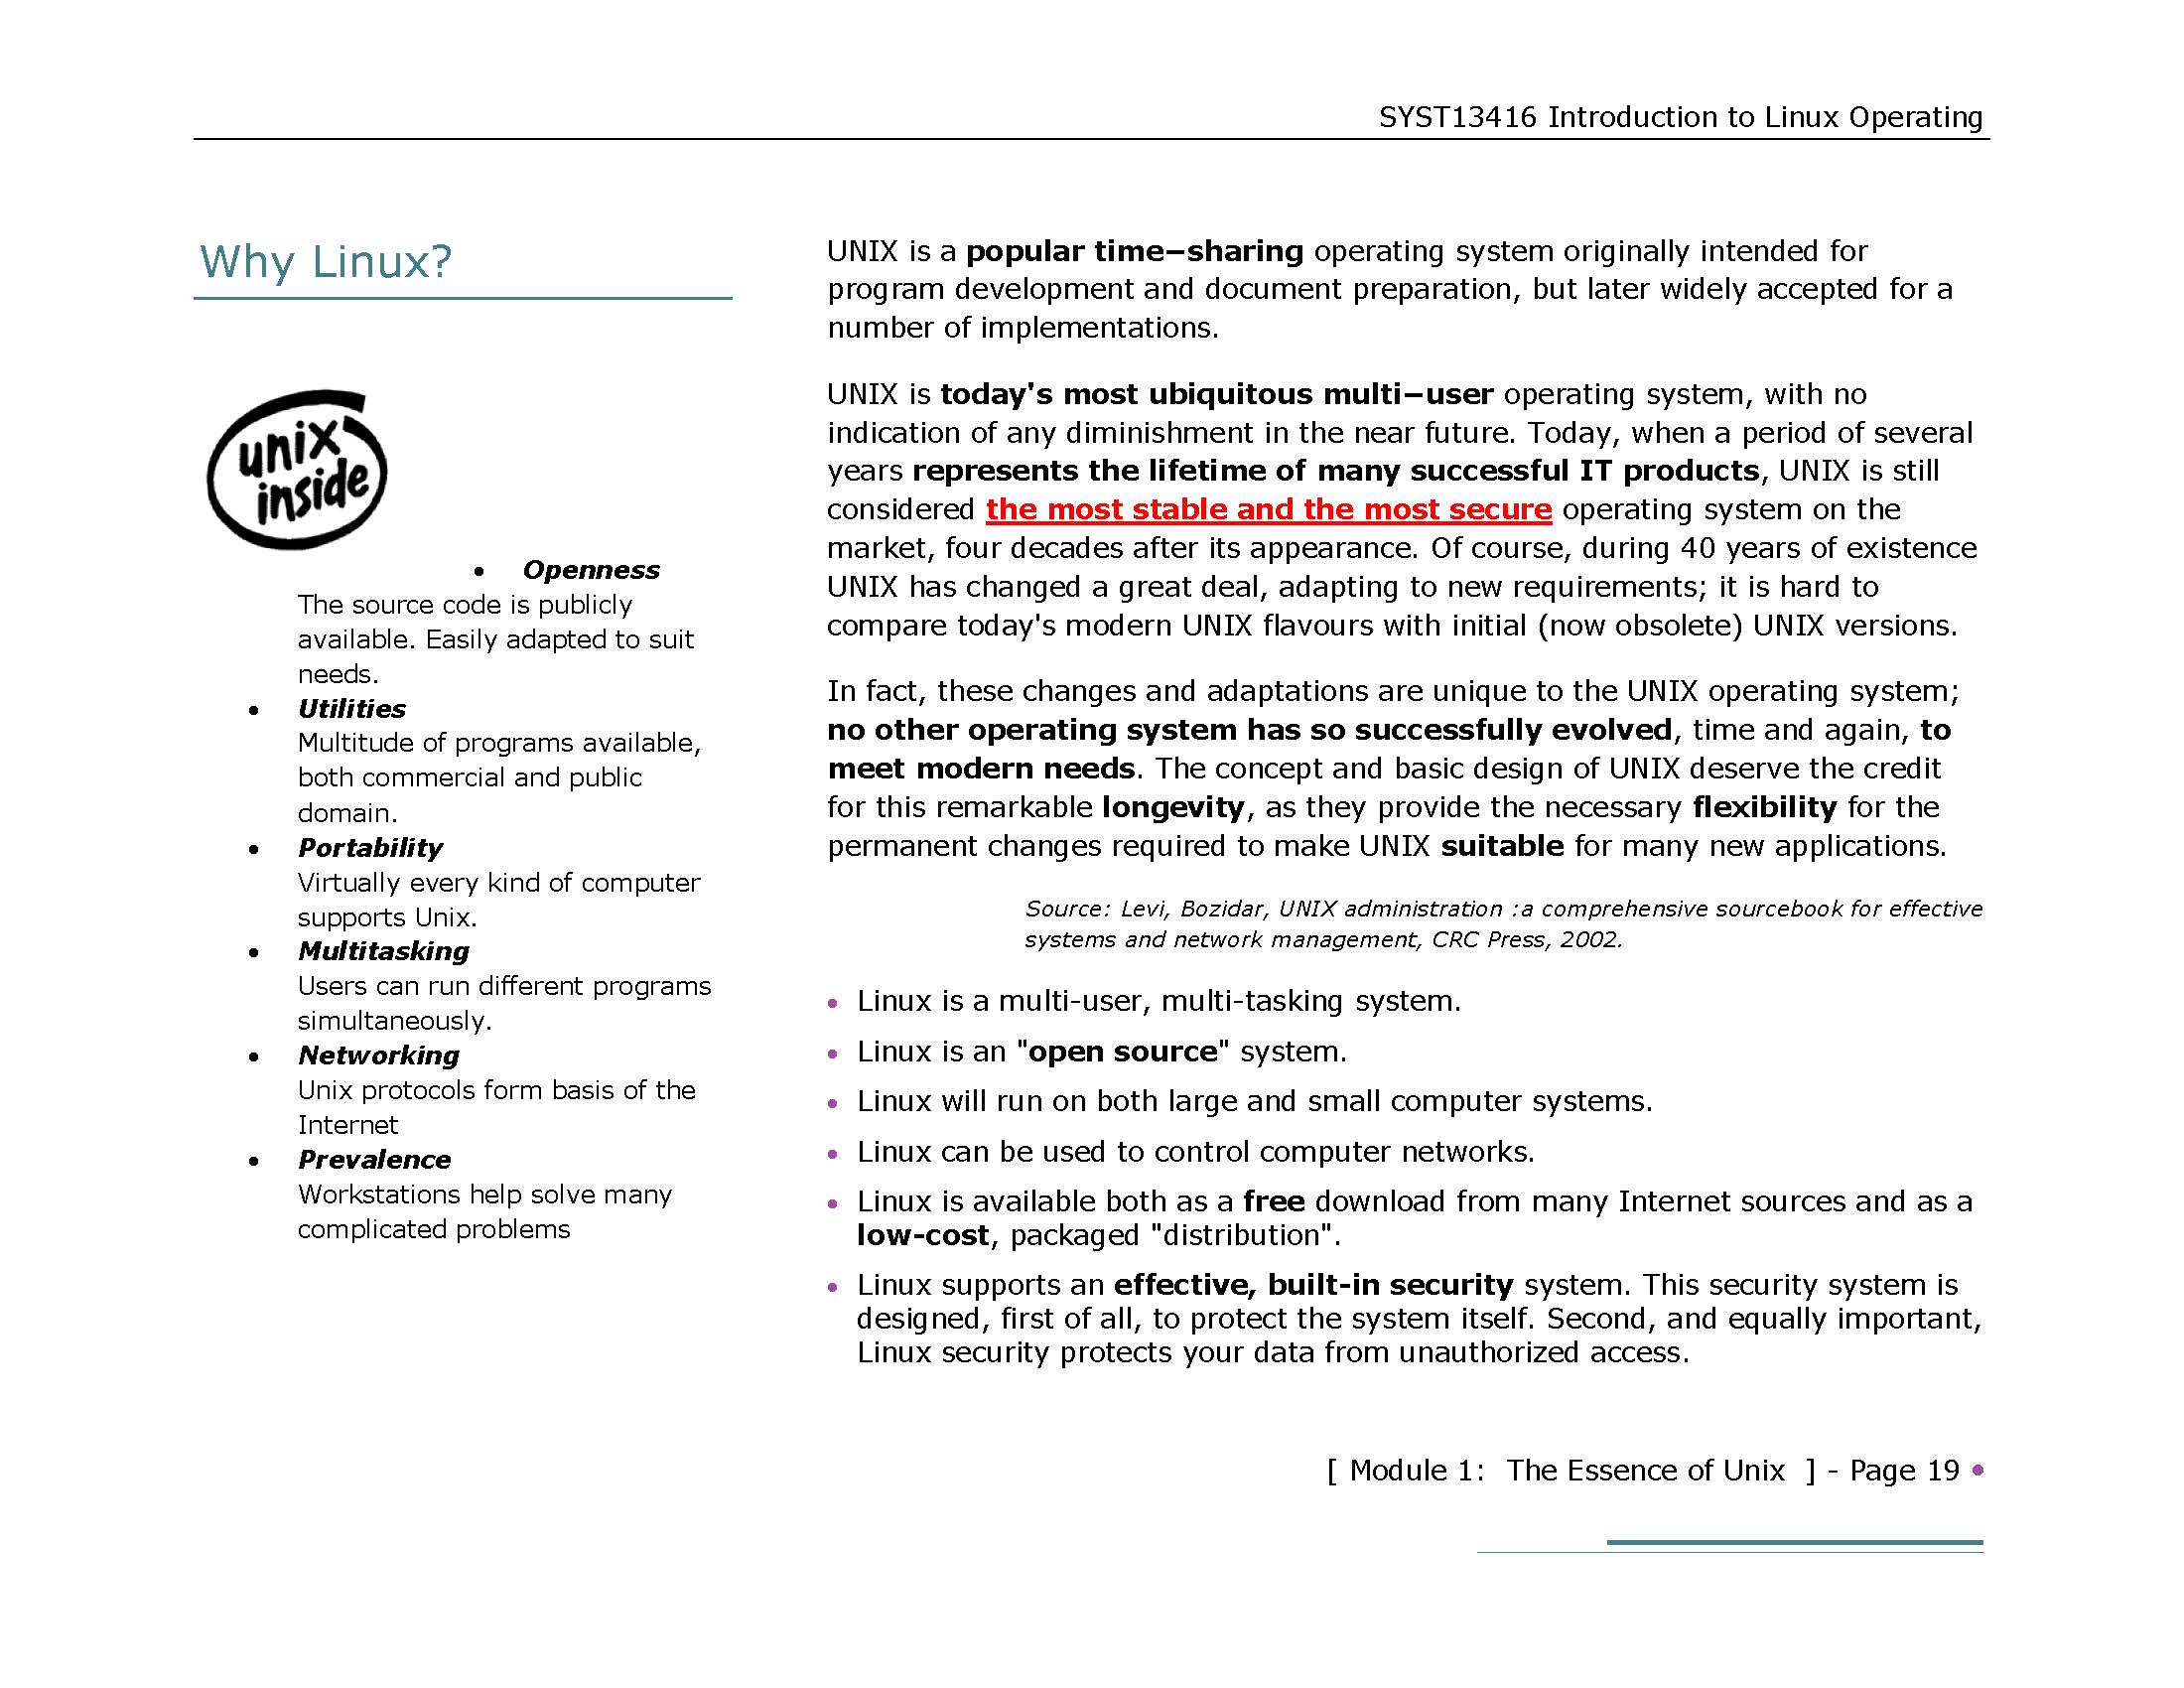 SYST13416 Introduction to Linux Operating
Why Linux?
unix
inside
• Openness
The source code is publicly
available. Easily adapted to suit
needs.
• Utilities
Multitude of programs available,
both commercial and public
domain.
• Portability
Virtually every kind of computer
supports Unix.
• Multitasking
Users can run different programs
simultaneously.
• Networking
Unix protocols form basis of the
Internet
• Prevalence
Workstations help solve many
complicated problems
UNIX is a popular time–sharing operating system originally intended for
program development and document preparation, but later widely accepted for a
number of implementations.
UNIX is today's most ubiquitous multi–user operating system, with no
indication of any diminishment in the near future. Today, when a period of several
years represents the lifetime of many successful IT products, UNIX is still
considered the most stable and the most secure operating system on the
market, four decades after its appearance. Of course, during 40 years of existence
UNIX has changed a great deal, adapting to new requirements; it is hard to
compare today's modern UNIX flavours with initial (now obsolete) UNIX versions.
In fact, these changes and adaptations are unique to the UNIX operating system;
no other operating system has so successfully evolved, time and again, to
meet modern needs. The concept and basic design of UNIX deserve the credit
for this remarkable longevity, as they provide the necessary flexibility for the
permanent changes required to make UNIX suitable for many new applications.
Source: Levi, Bozidar, UNIX administration :a comprehensive sourcebook for effective
systems and network management, CRC Press, 2002.
• Linux is a multi-user, multi-tasking system.
• Linux is an "open source" system.
• Linux will run on both large and small computer systems.
• Linux can be used to control computer networks.
• Linux is available both as a free download from many Internet sources and as a
low-cost, packaged "distribution".
• Linux supports an effective, built-in security system. This security system is
designed, first of all, to protect the system itself. Second, and equally important,
Linux security protects your data from unauthorized access.
[ Module 1:  The Essence of Unix  ] - Page 19 •